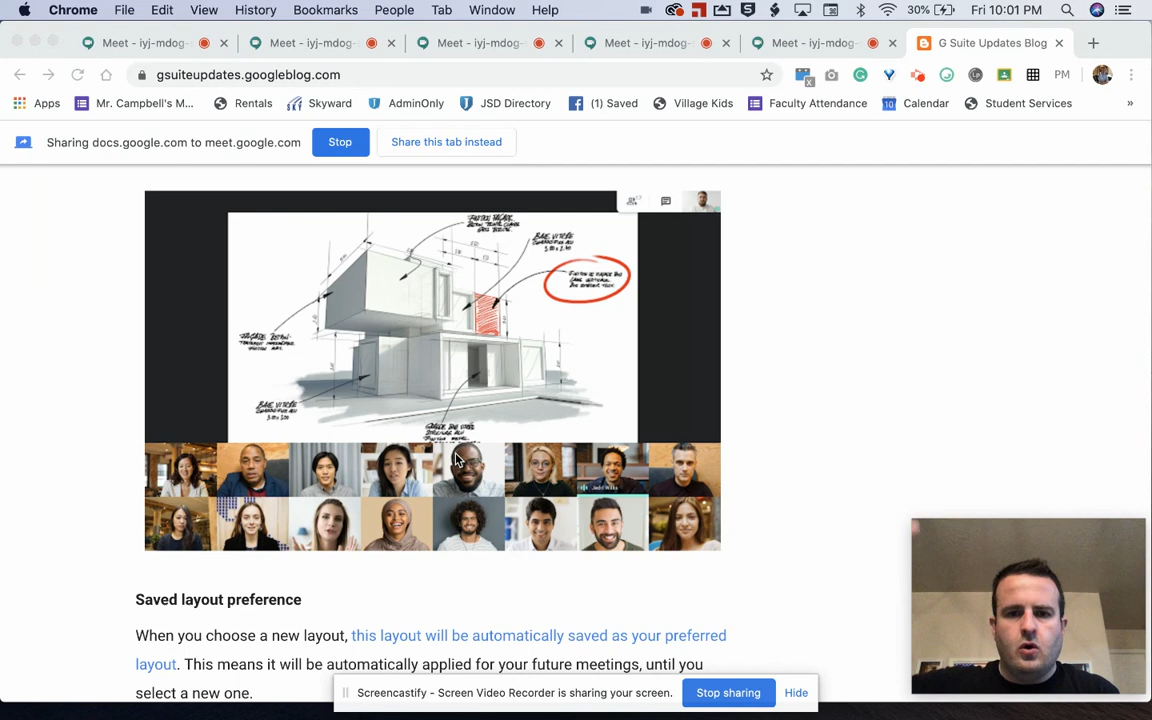 Chrome File Edit View History Bookmarks People Tab Window Help 30% Fri 10:01 PM
Meet - iyj-mdog- Meet - iyj-mdog- Meet - iyj-mdog- Meet - iyj-mdog- Meet - iyj-mdog- G Suite Updates Blog
gsuiteupdates.googleblog.com PM
Apps Mr. Campbell's M... Rentals Skyward AdminOnly JSD Directory (1) Saved Village Kids Faculty Attendance 10 Calendar Student Services »
Sharing docs.google.com to meet.google.com Stop Share this tab instead
Saved layout preference
When you choose a new layout, this layout will be automatically saved as your preferred
layout. This means it will be automatically applied for your future meetings, until you
select a new one.
Screencastify - Screen Video Recorder is sharing your screen. Stop sharing Hide